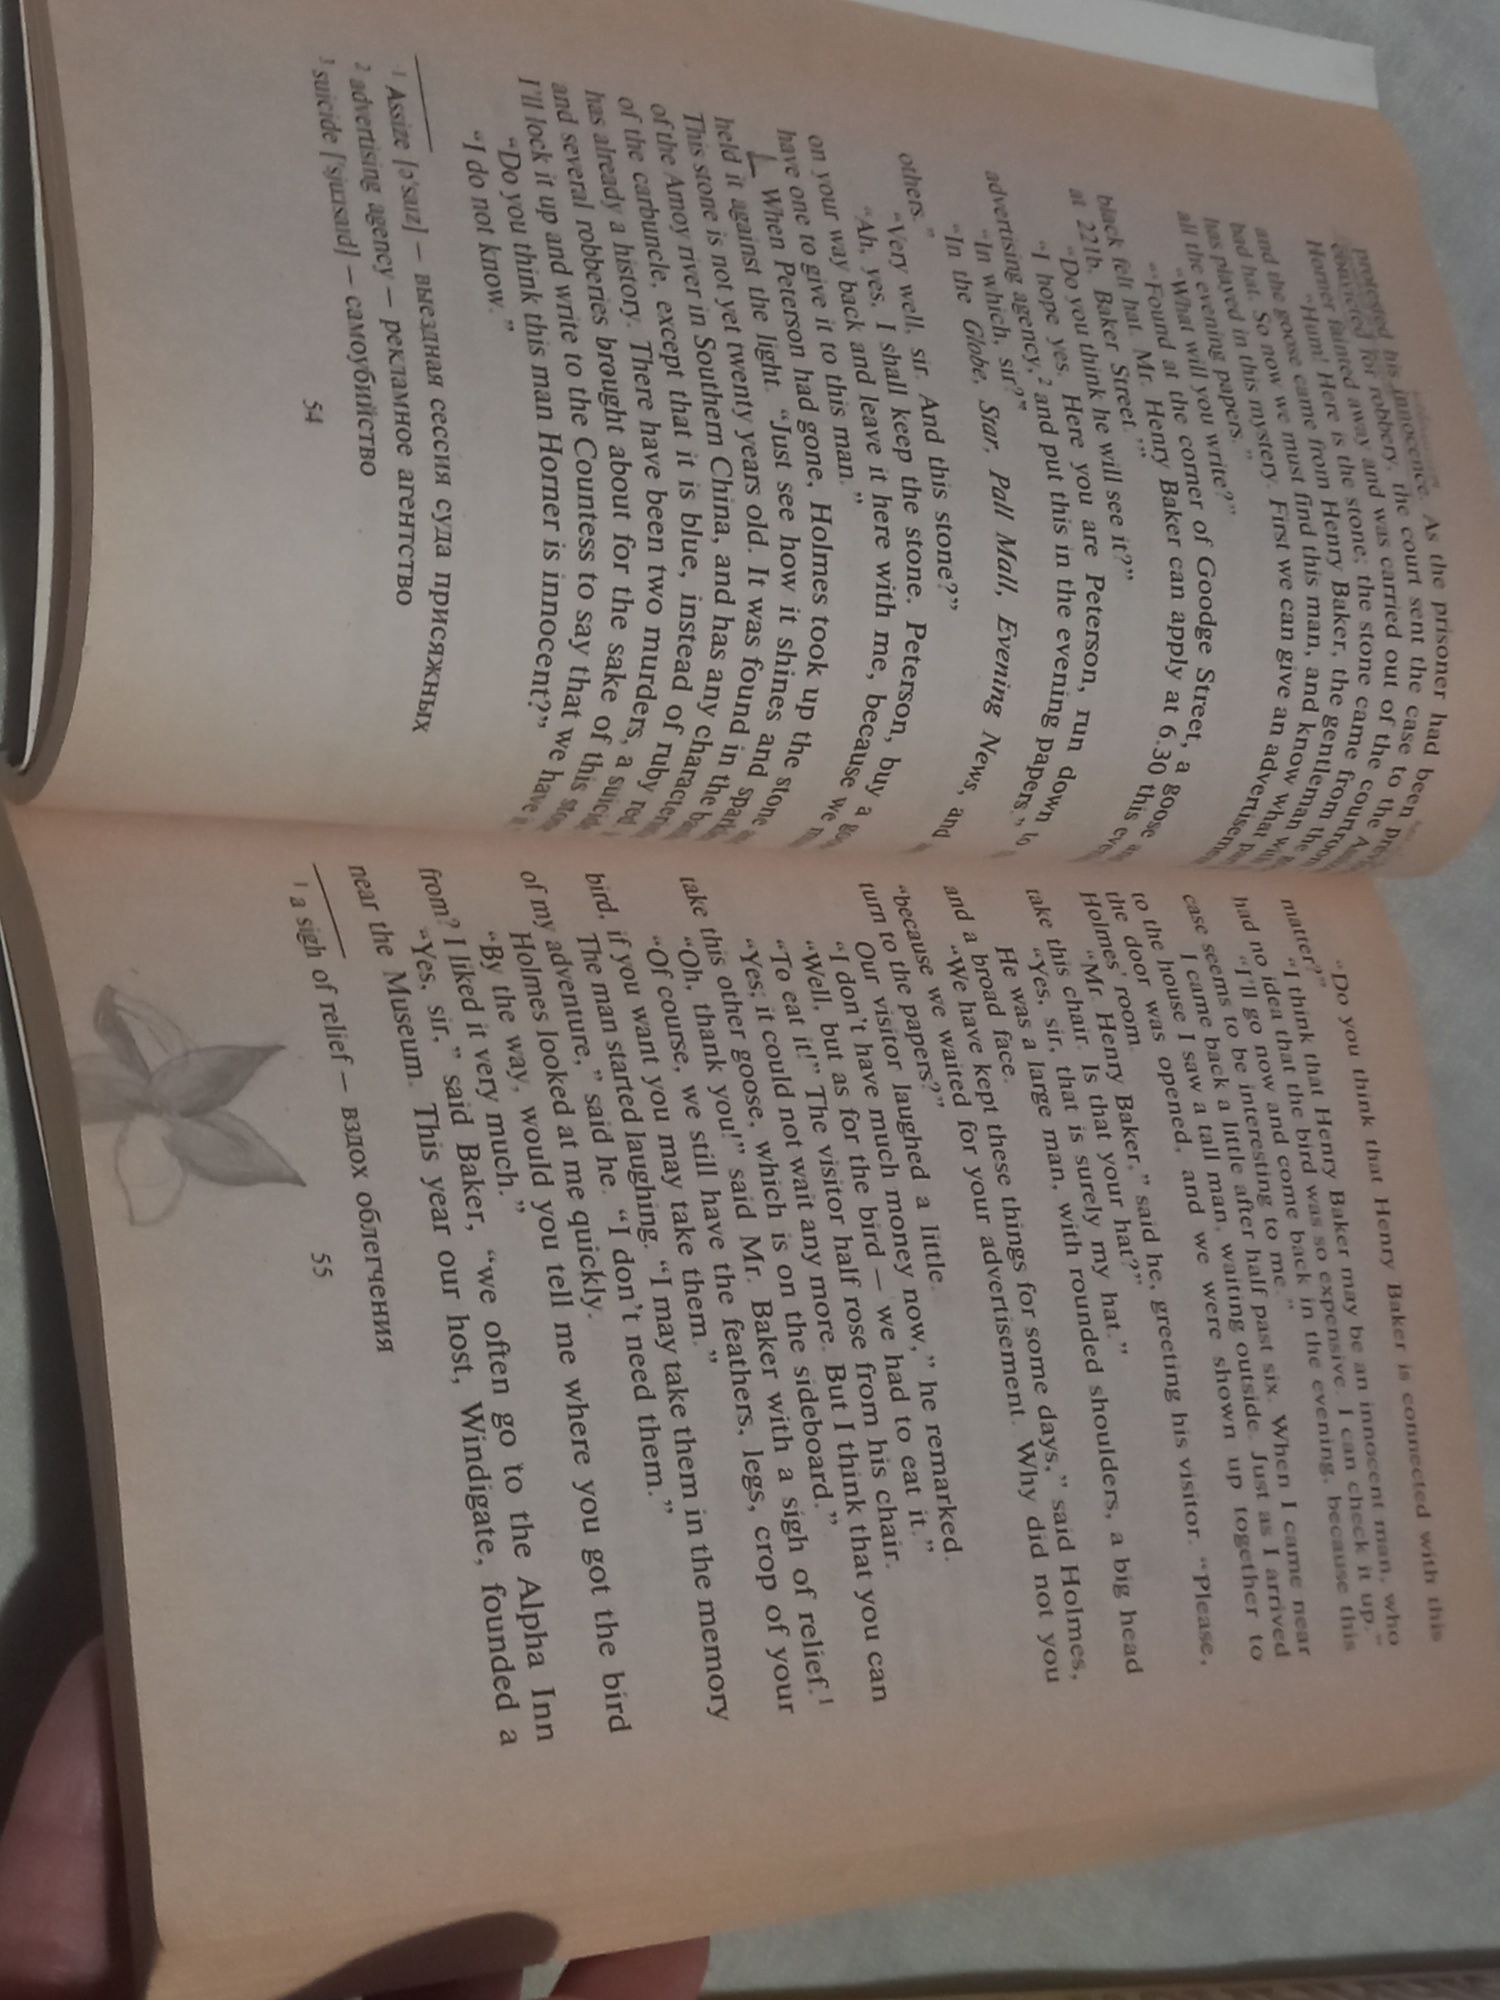 protested his innocence. As the prisoner had been
convicted for robbery, the court sent the case to the
Horner fainted away and was carried out of the court.
“Hum! Here is the stone; the stone came from
and the goose came from Henry Baker, the gentleman
bad hat. So now we must find this man, and know what
has played in this mystery. First we can give an
all the evening papers.”
“What will you write?”
“‘Found at the corner of Goodge Street, a goose
black felt hat. Mr. Henry Baker can apply at 6.30 this
at 221b, Baker Street.’”
“Do you think he will see it?”
“I hope yes. Here you are Peterson, run down
advertising agency,² and put this in the evening papers.”
“In which, sir?”
“In the Globe, Star, Pall Mall, Evening News, and
others.”
“Very well, sir. And this stone?”
“Ah, yes, I shall keep the stone. Peterson, buy a
on your way back and leave it here with me, because we
have one to give it to this man.”
When Peterson had gone, Holmes took up the stone
held it against the light. “Just see how it shines and
This stone is not yet twenty years old. It was found in the
of the Amoy river in Southern China, and has any
of the carbuncle, except that it is blue, instead of ruby
has already a history. There have been two murders, a
and several robberies brought about for the sake of this
I'll lock it up and write to the Countess to say that we have
“Do you think this man Horner is innocent?”
“I do not know.”
¹ Assize [ə'saɪz] – выездная сессия суда присяжных
² advertising agency – рекламное агентство
³ suicide ['sjuɪsaɪd] – самоубийство
54
“Do you think that Henry Baker is connected with this
matter?”
“I think that Henry Baker may be an innocent man, who
had no idea that the bird was so expensive. I can check it up.”
“I'll go now and come back in the evening, because this
case seems to be interesting to me.”
I came back a little after half past six. When I came near
to the house I saw a tall man, waiting outside. Just as I arrived
the door was opened, and we were shown up together to
Holmes' room.
“Mr. Henry Baker,” said he, greeting his visitor. “Please,
take this chair. Is that your hat?”
“Yes, sir, that is surely my hat.”
He was a large man, with rounded shoulders, a big head
and a broad face.
“We have kept these things for some days,” said Holmes,
“because we waited for your advertisement. Why did not you
turn to the papers?”
Our visitor laughed a little.
“I don't have much money now,” he remarked.
“Well, but as for the bird – we had to eat it.”
“To eat it!” The visitor half rose from his chair.
“Yes; it could not wait any more. But I think that you can
take this other goose, which is on the sideboard.”
“Oh, thank you!” said Mr. Baker with a sigh of relief.¹
“Of course, we still have the feathers, legs, crop of your
bird, if you want you may take them.”
The man started laughing. “I may take them in the memory
of my adventure,” said he. “I don't need them.”
Holmes looked at me quickly.
“By the way, would you tell me where you got the bird
from? I liked it very much.”
“Yes, sir,” said Baker, “we often go to the Alpha Inn
near the Museum. This year our host, Windigate, founded a
¹ a sigh of relief – вздох облегчения
55